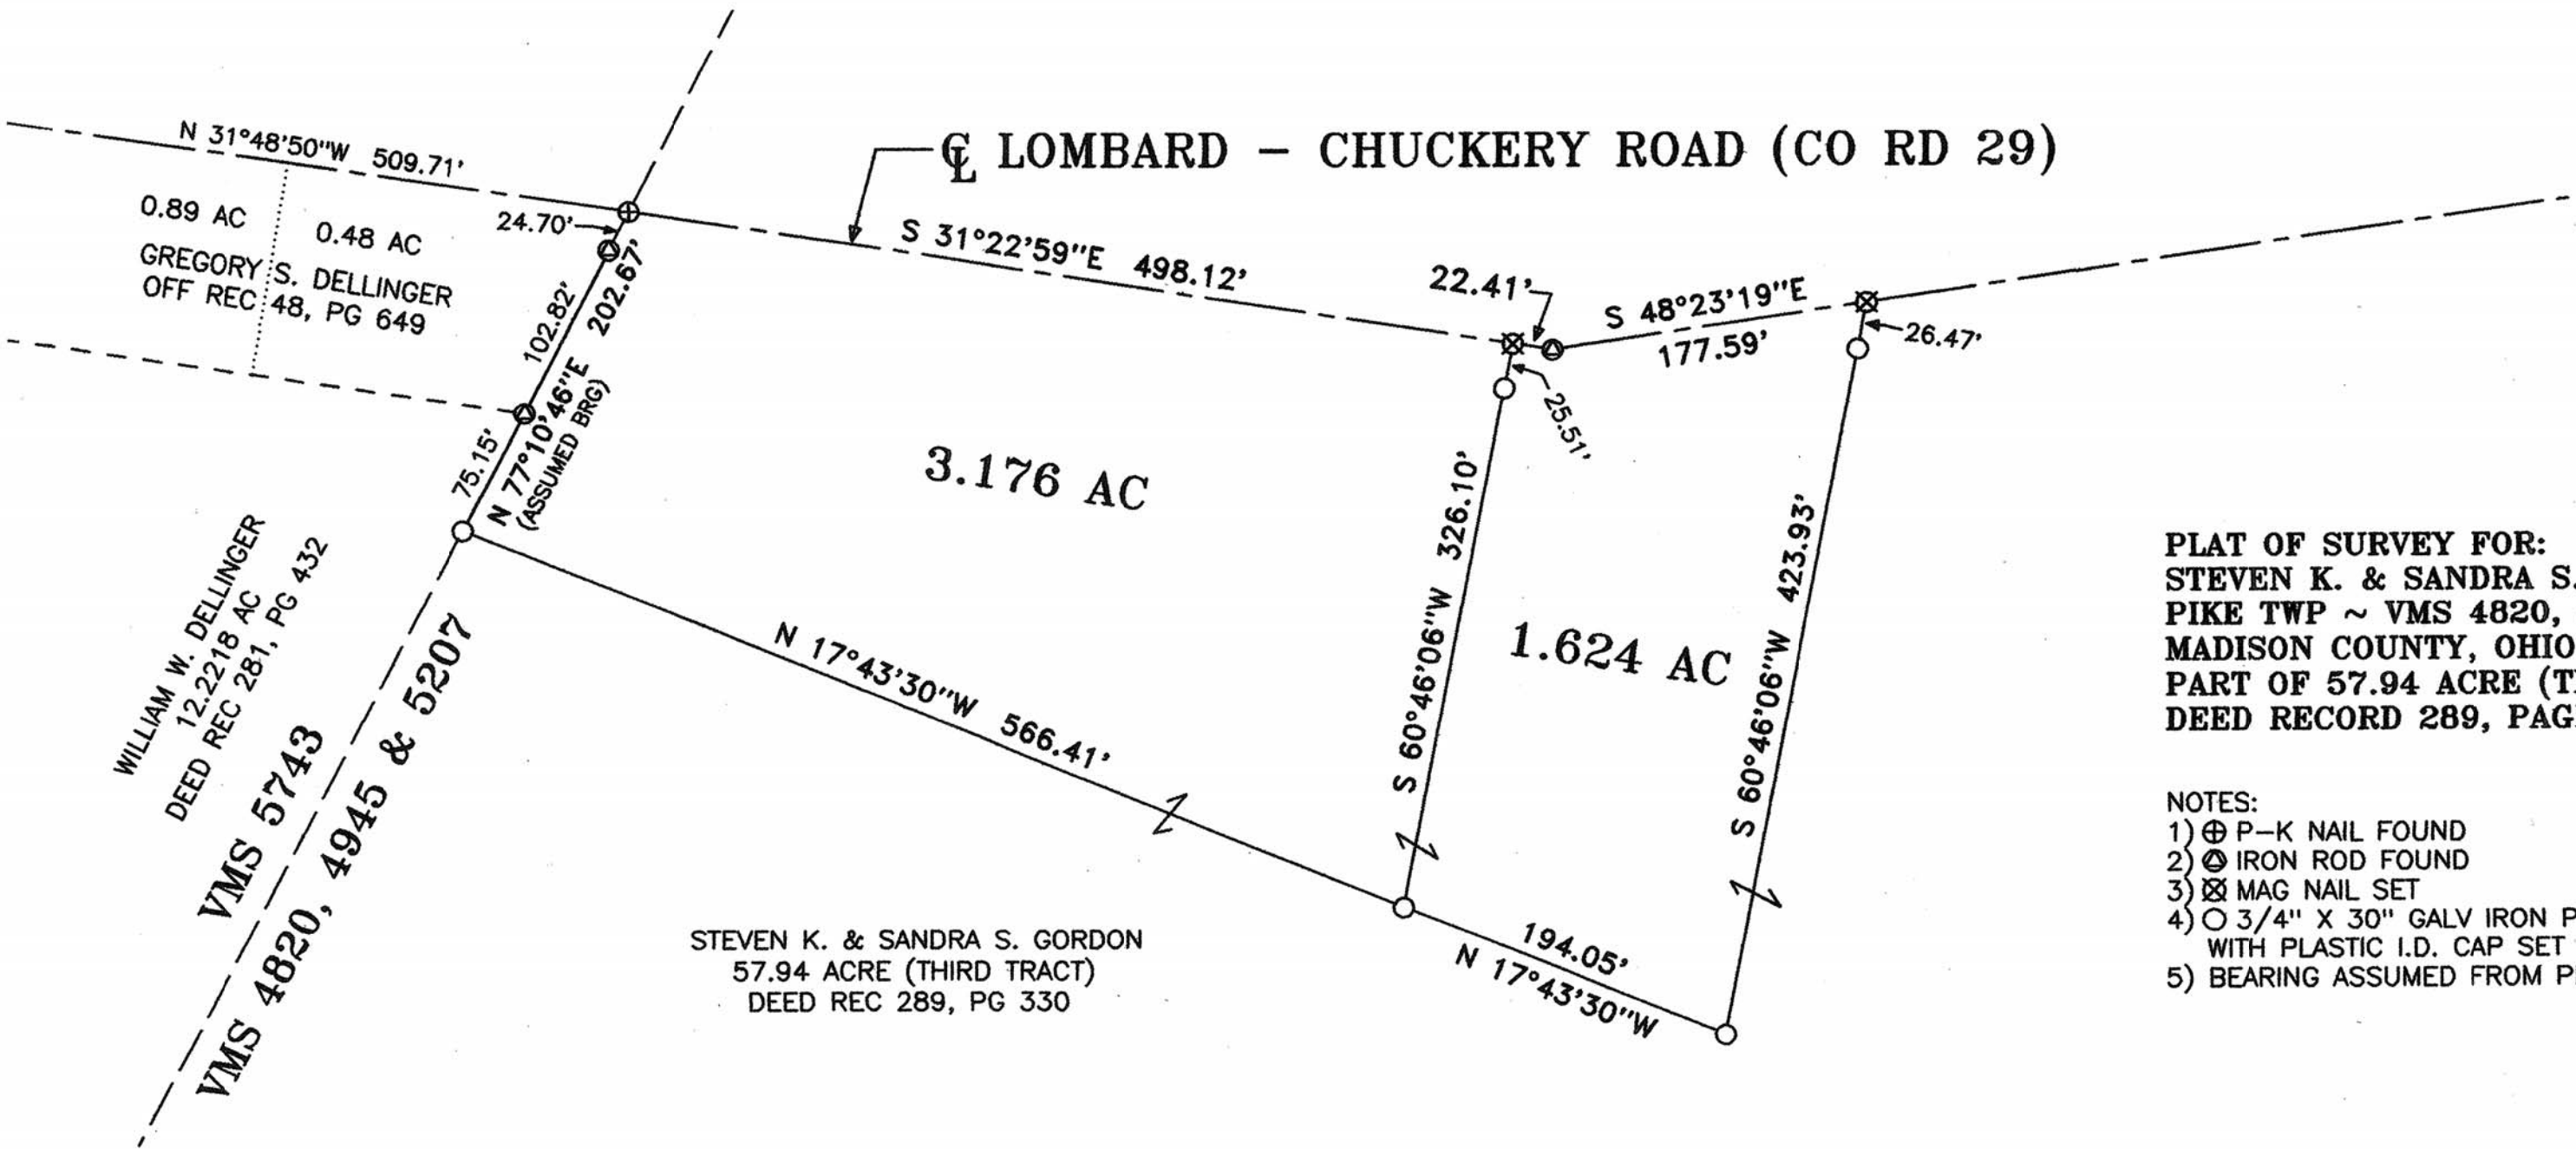 N 31°48'50"W 509.71'
℄ LOMBARD - CHUCKERY ROAD (CO RD 29)
0.89 AC
0.48 AC
GREGORY S. DELLINGER
OFF REC 48, PG 649
24.70'
102.82'
202.67'
N 77°10'46"E
(ASSUMED BRG)
75.15'
S 31°22'59"E 498.12'
22.41'
S 48°23'19"E
177.59'
26.47'
25.51'
3.176 AC
S 60°46'06"W 326.10'
1.624 AC
S 60°46'06"W 423.93'
N 17°43'30"W 566.41'
194.05'
N 17°43'30"W
WILLIAM W. DELLINGER
12.2218 AC
DEED REC 281, PG 432
VMS 5743
VMS 4820, 4945 & 5207
STEVEN K. & SANDRA S. GORDON
57.94 ACRE (THIRD TRACT)
DEED REC 289, PG 330
PLAT OF SURVEY FOR:
STEVEN K. & SANDRA S.
PIKE TWP ~ VMS 4820,
MADISON COUNTY, OHIO
PART OF 57.94 ACRE
DEED RECORD 289,
NOTES:
1) ⊕ P-K NAIL FOUND
2) IRON ROD FOUND
3) ⊠ MAG NAIL SET
4) ○ 3/4" X 30" GALV IRON
WITH PLASTIC I.D. CAP SET
5) BEARING ASSUMED FROM